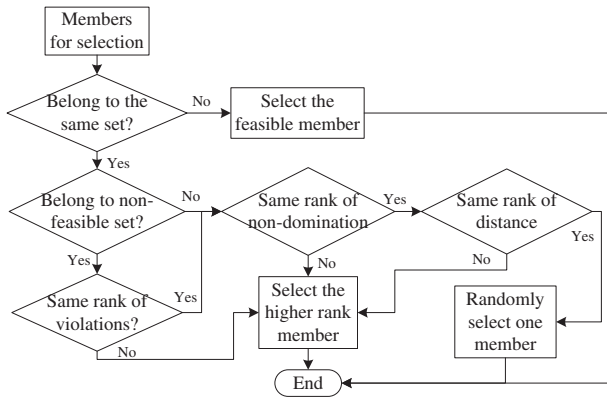 Members
for selection
Belong to the
same set?
No
Select the
feasible member
Yes
Belong to non-
feasible set?
No
Same rank of
non-domination
Yes
Same rank of
distance
Yes
Yes
No
No
Same rank of
violations?
Yes
Select the
higher rank
member
Randomly
select one
member
No
End